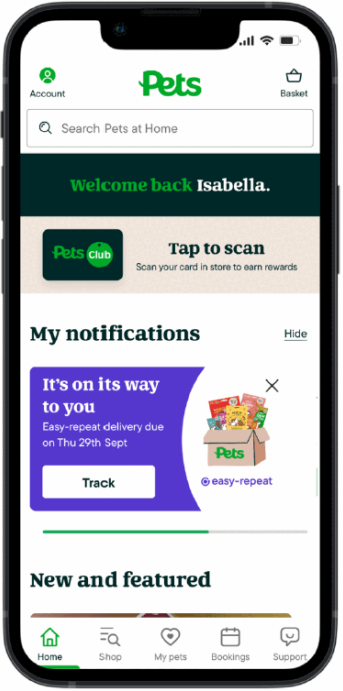 Account
Pets
Basket
Search Pets at Home
Welcome back Isabella.
Pets Club
Tap to scan
Scan your card in store to earn rewards
My notifications
Hide
It's on its way
to you
Easy-repeat delivery due
on Thu 29th Sept
Track
Pets
easy-repeat
New and featured
Home
Shop
My pets
Bookings
Support